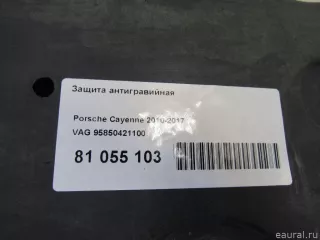 Защита антигравийная
Porsche Cayenne 2010-2017
VAG 95850421100
81 055 103
© eaural.ru